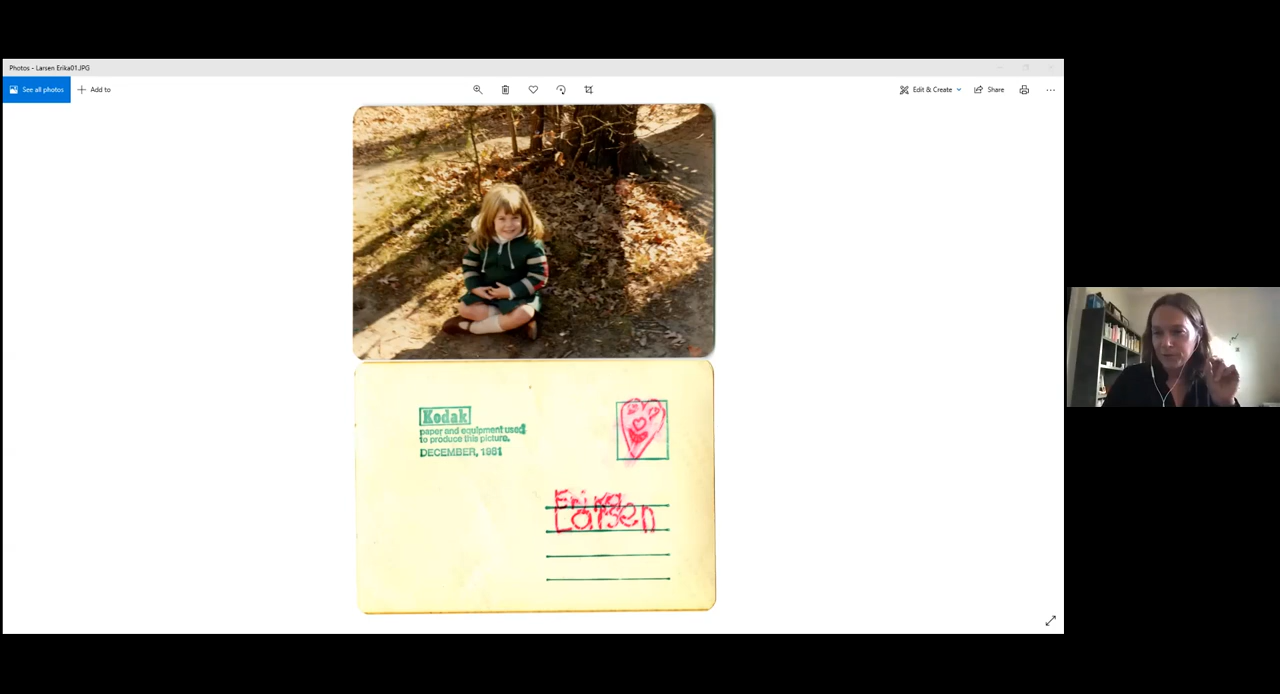 Photos - Larsen Erika01.JPG
See all photos
Add to
Edit & Create
Share
Kodak
paper and equipment used
to produce this picture.
DECEMBER, 1981
Erika
Larsen